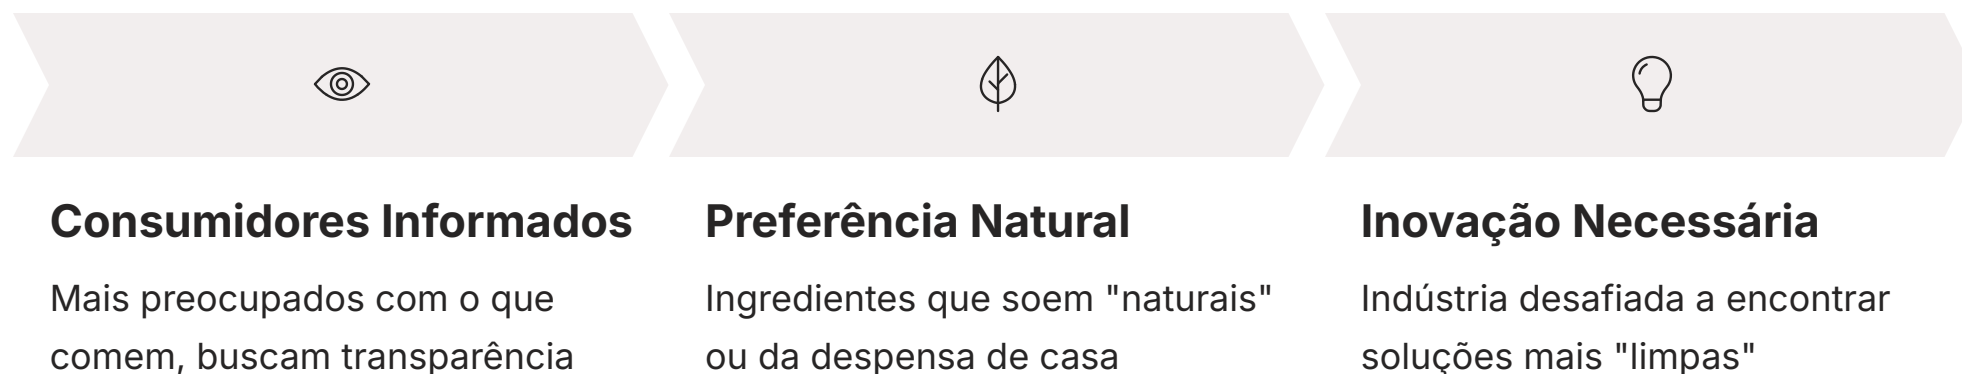 Consumidores Informados
Mais preocupados com o que
comem, buscam transparência
Preferência Natural
Ingredientes que soem "naturais"
ou da despensa de casa
Inovação Necessária
Indústria desafiada a encontrar
soluções mais "limpas"